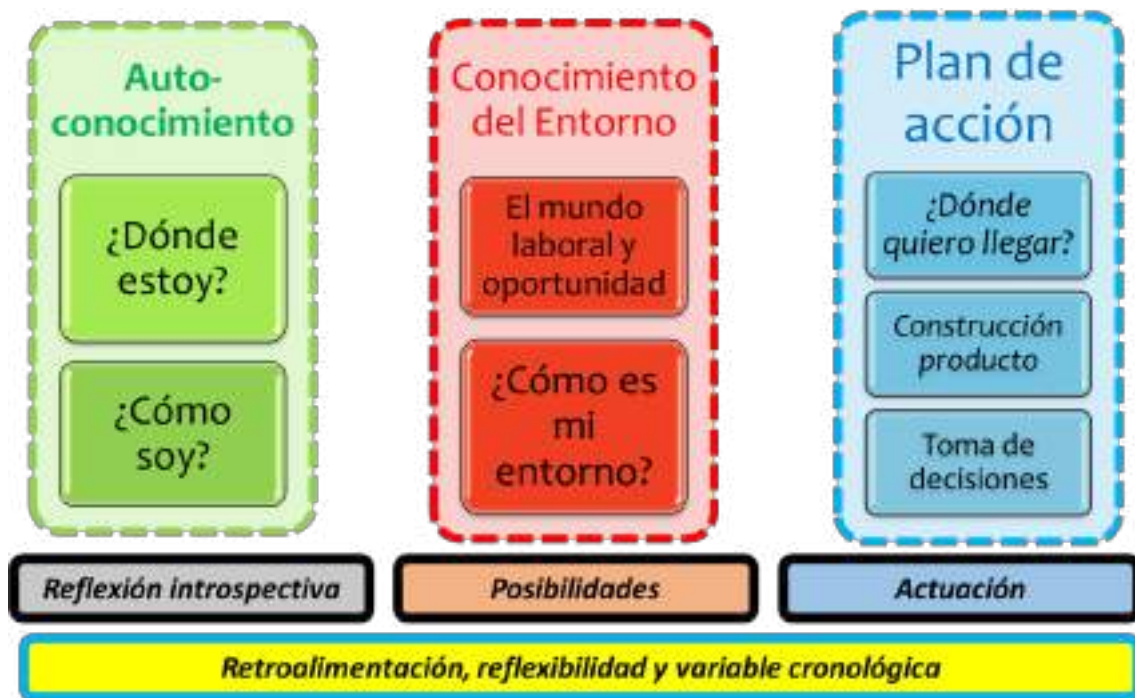 Auto-
conocimiento
¿Dónde
estoy?
¿Cómo
soy?
Conocimiento
del Entorno
El mundo
laboral y
oportunidad
¿Cómo es
mi
entorno?
Plan de
acción
¿Dónde
quiero llegar?
Construcción
producto
Toma de
decisiones
Reflexión introspectiva
Posibilidades
Actuación
Retroalimentación, reflexibilidad y variable cronológica